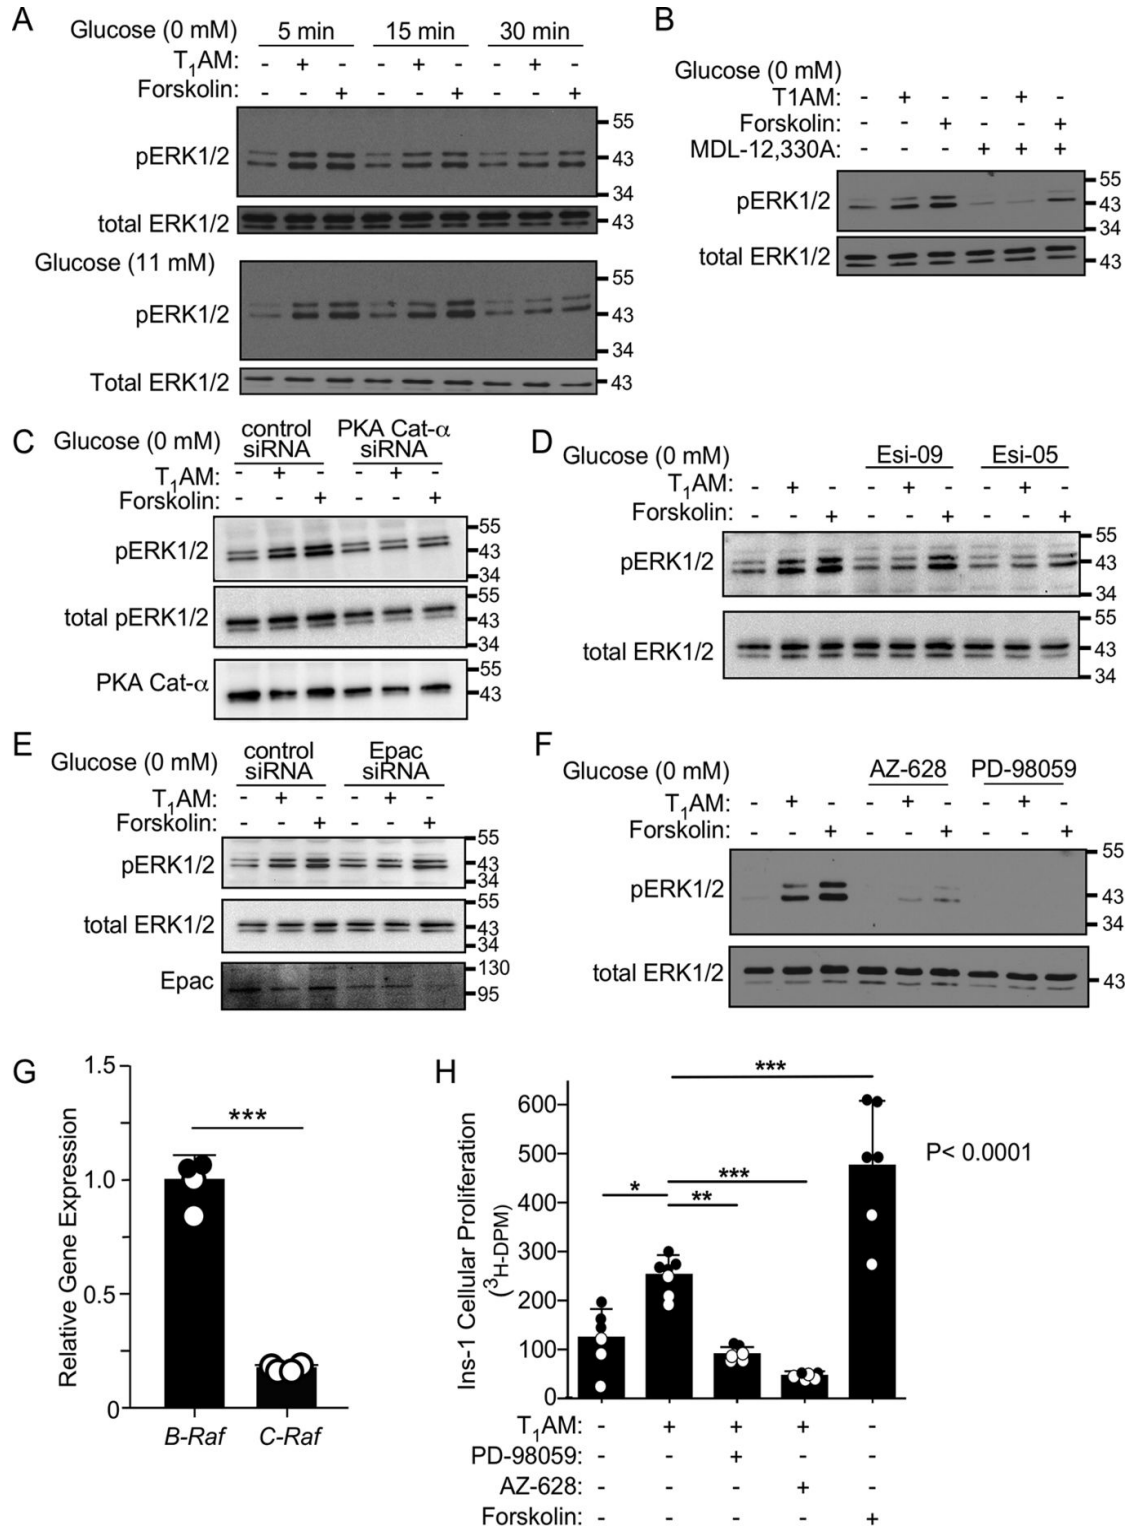 A
Glucose (0 mM) 5 min 15 min 30 min
T1AM: - + - - + - - + -
Forskolin: - - + - - + - - +
pERK1/2 55 43 34
total ERK1/2 43
Glucose (11 mM)
pERK1/2 55 43 34
Total ERK1/2 43
B
Glucose (0 mM)
T1AM - + - - + -
Forskolin: - - + - - +
MDL-12,330A: - - - + + +
pERK1/2 55 43 34
total ERK1/2 43
C
Glucose (0 mM) control siRNA PKA Cat-α siRNA
T1AM: - + - - + -
Forskolin: - - + - - +
pERK1/2 55 43 34
total pERK1/2 55 43 34
PKA Cat-α 55 43
D
Glucose (0 mM) Esi-09 Esi-05
T1AM: - + - - + - - + -
Forskolin: - - + - - + - - +
pERK1/2 55 43 34
total ERK1/2 55 43 34
E
Glucose (0 mM) control siRNA Epac siRNA
T1AM: - + - - + -
Forskolin: - - + - - +
pERK1/2 55 43 34
total ERK1/2 55 43 34
Epac 130 95
F
Glucose (0 mM) AZ-628 PD-98059
T1AM: - + - - + - - + -
Forskolin: - - + - - + - - +
pERK1/2 55 43 34
total ERK1/2 43
G
Relative Gene Expression
1.5
1.0
0.5
0
***
B-Raf C-Raf
H
Ins-1 Cellular Proliferation
(3H-DPM)
600
500
400
300
200
100
0
***
***
*
**
P< 0.0001
T1AM: - + + + -
PD-98059: - - + - -
AZ-628: - - - + -
Forskolin: - - - - +